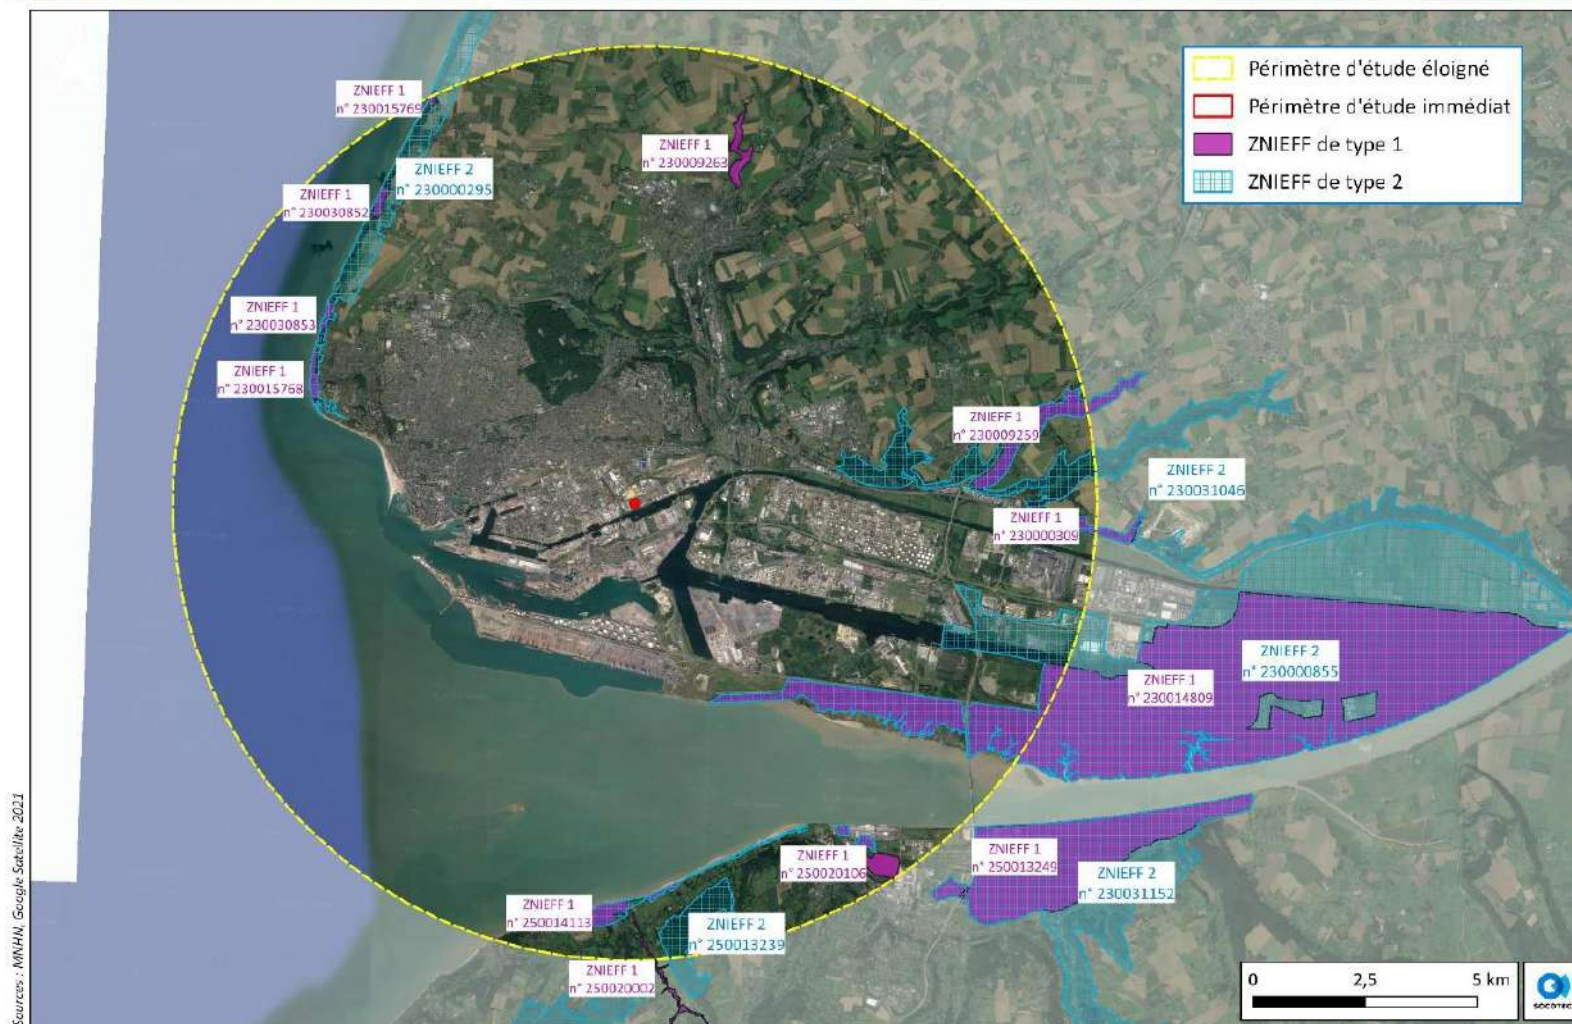 Périmètre d'étude éloigné
Périmètre d'étude immédiat
ZNIEFF de type 1
ZNIEFF de type 2
ZNIEFF 1
n° 230015769
ZNIEFF 1
n° 230009263
ZNIEFF 2
n° 230000295
ZNIEFF 1
n° 230030852
ZNIEFF 1
n° 230030853
ZNIEFF 1
n° 230015768
ZNIEFF 1
n° 230009259
ZNIEFF 2
n° 230031046
ZNIEFF 1
n° 230000309
ZNIEFF 2
n° 230000855
ZNIEFF 1
n° 230014809
ZNIEFF 1
n° 250020106
ZNIEFF 1
n° 250013249
ZNIEFF 2
n° 230031152
ZNIEFF 1
n° 250014113
ZNIEFF 2
n° 250013239
ZNIEFF 1
n° 250020002
0 2,5 5 km
SOCOTEC
Sources : MNHN, Google Satellite 2021